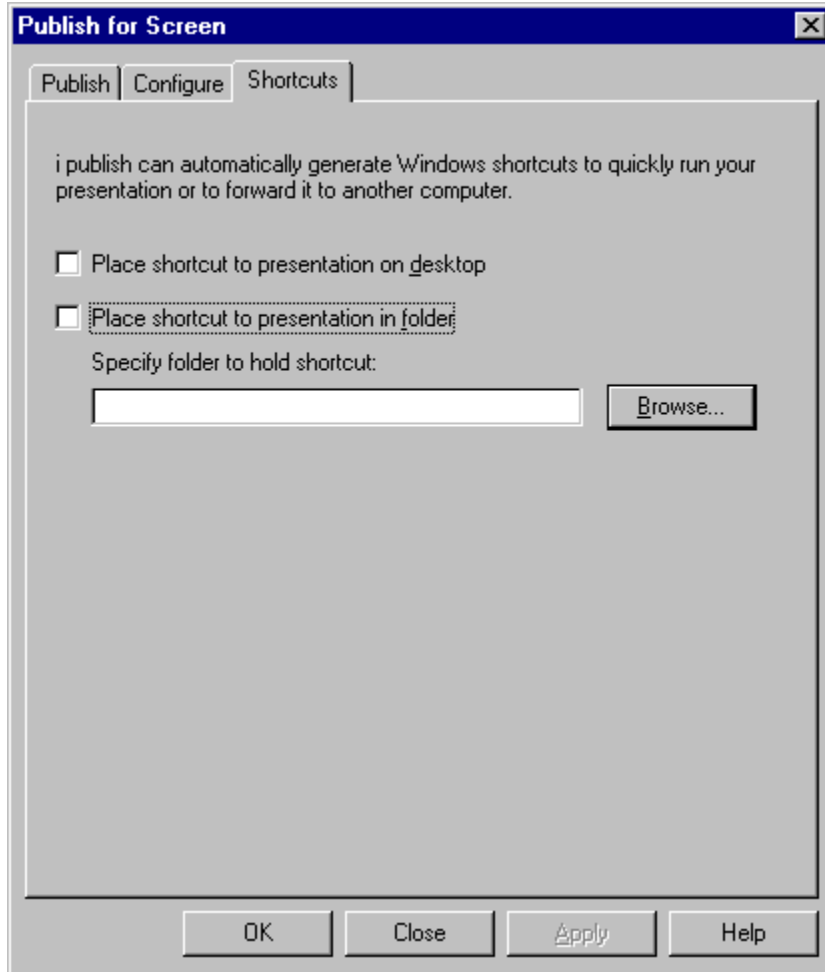 Publish for Screen
Publish Configure Shortcuts
i publish can automatically generate Windows shortcuts to quickly run your
presentation or to forward it to another computer.
Place shortcut to presentation on desktop
Place shortcut to presentation in folder
Specify folder to hold shortcut:
Browse...
OK Close Apply Help